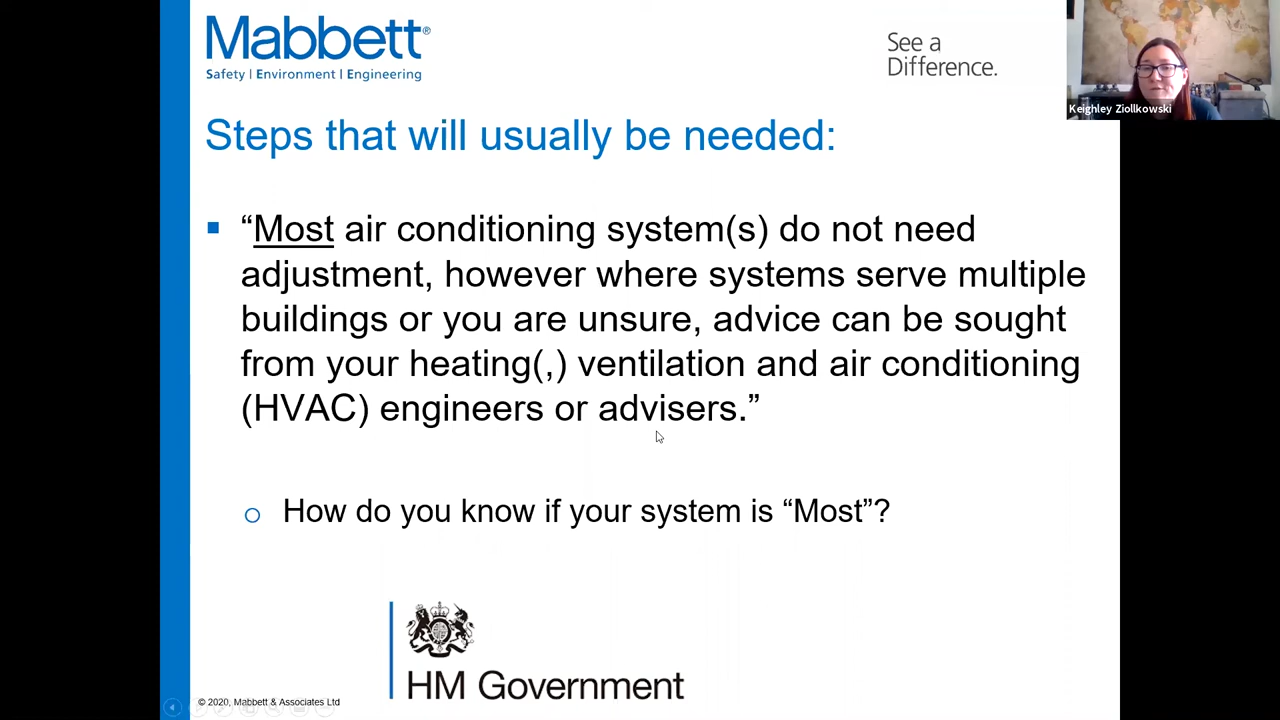 Mabbett®
Safety | Environment | Engineering
See a
Difference.
Keighley Ziollkowski
Steps that will usually be needed:
“Most air conditioning system(s) do not need
adjustment, however where systems serve multiple
buildings or you are unsure, advice can be sought
from your heating(,) ventilation and air conditioning
(HVAC) engineers or advisers.”
How do you know if your system is “Most”?
HM Government
© 2020, Mabbett & Associates Ltd